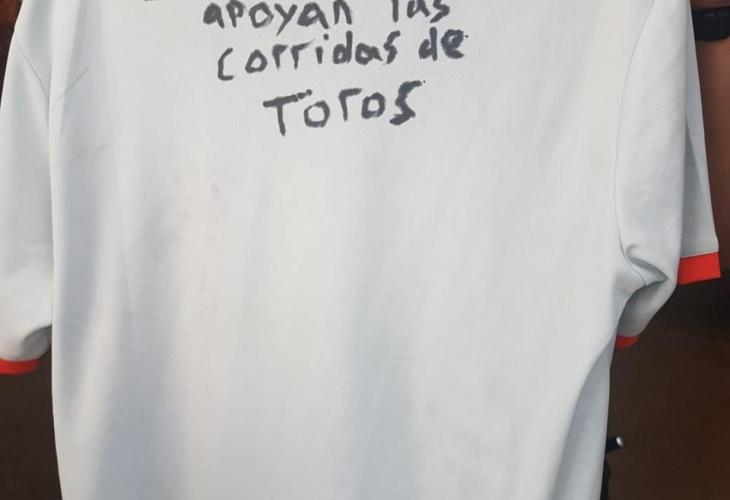 apoyan las
corridas de
Toros